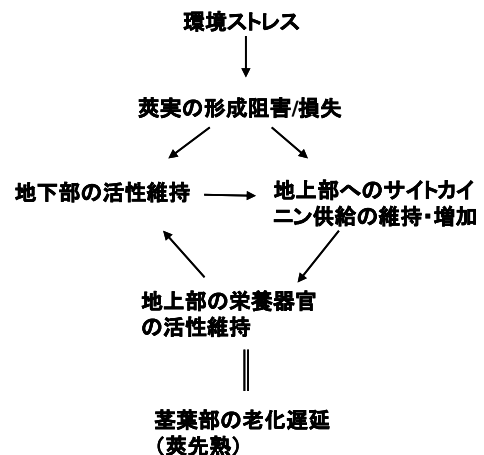 環境ストレス
莢実の形成阻害/損失
地下部の活性維持
地上部へのサイトカイ
ニン供給の維持・増加
地上部の栄養器官
の活性維持
茎葉部の老化遅延
(莢先熟)